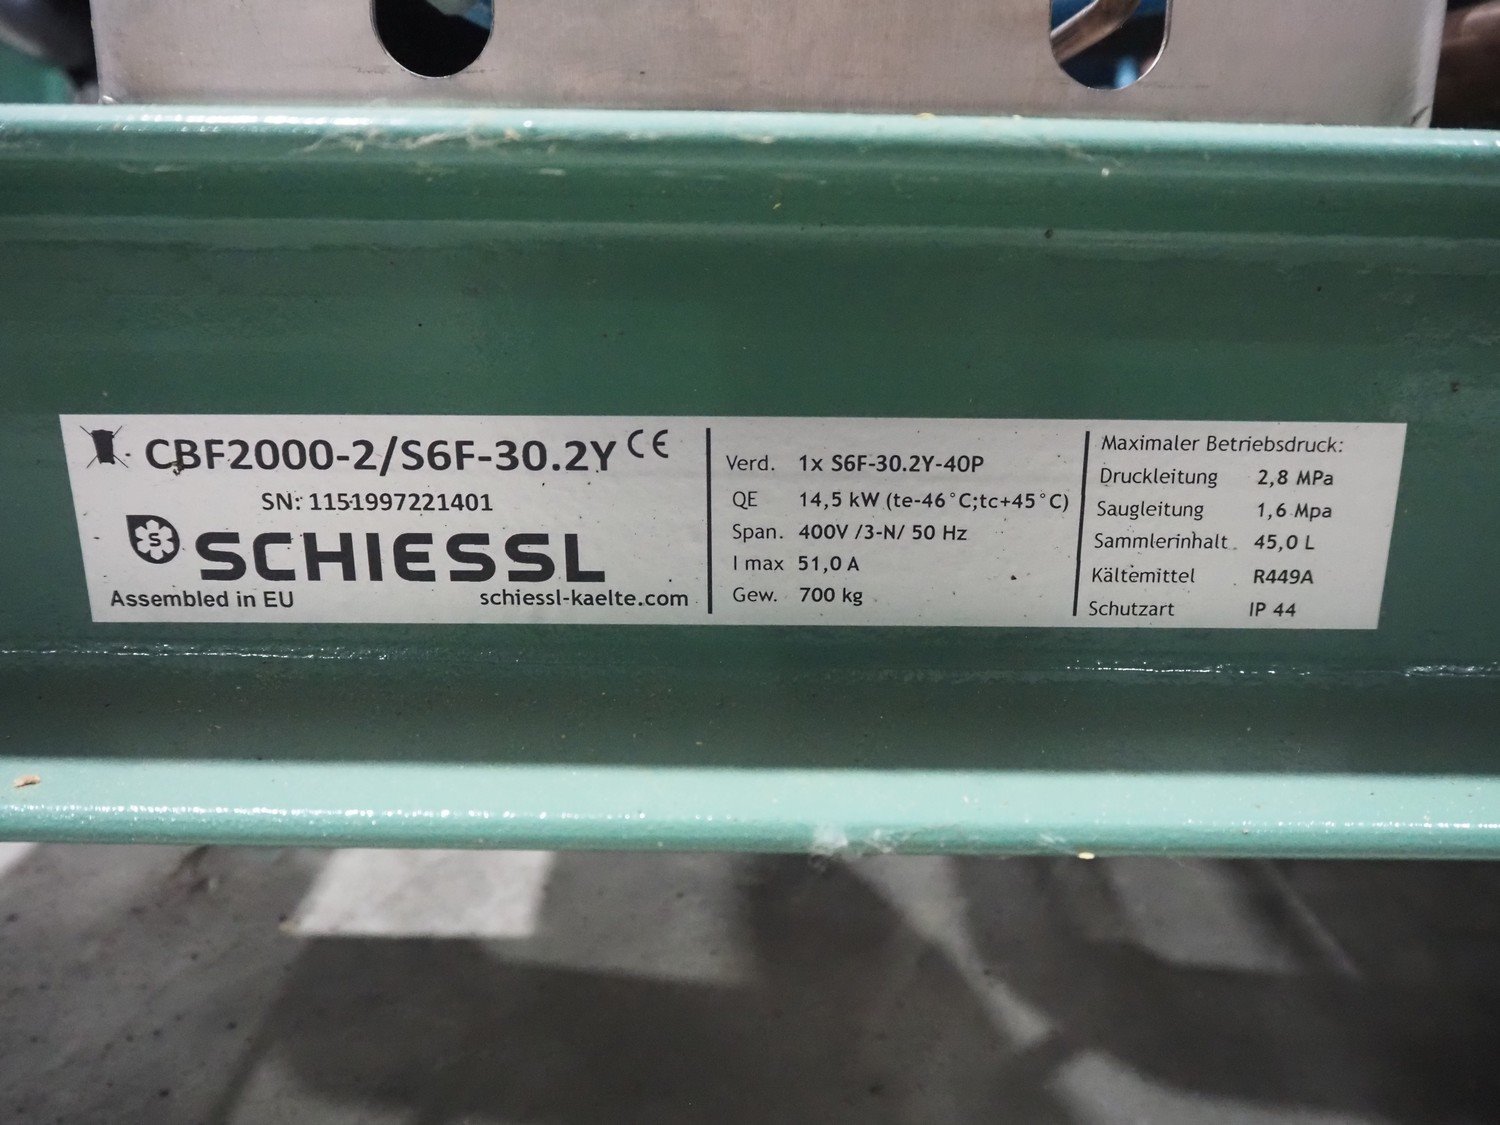 CBF2000-2/S6F-30.2Y CE
SN: 1151997221401
S SCHIESSL
Assembled in EU schiessl-kaelte.com
Verd. 1x S6F-30.2Y-40P
QE 14,5 kW (te-46°C;tc+45°C)
Span. 400V /3-N/ 50 Hz
I max 51,0 A
Gew. 700 kg
Maximaler Betriebsdruck:
Druckleitung 2,8 MPa
Saugleitung 1,6 Mpa
Sammlerinhalt 45,0 L
Kältemittel R449A
Schutzart IP 44